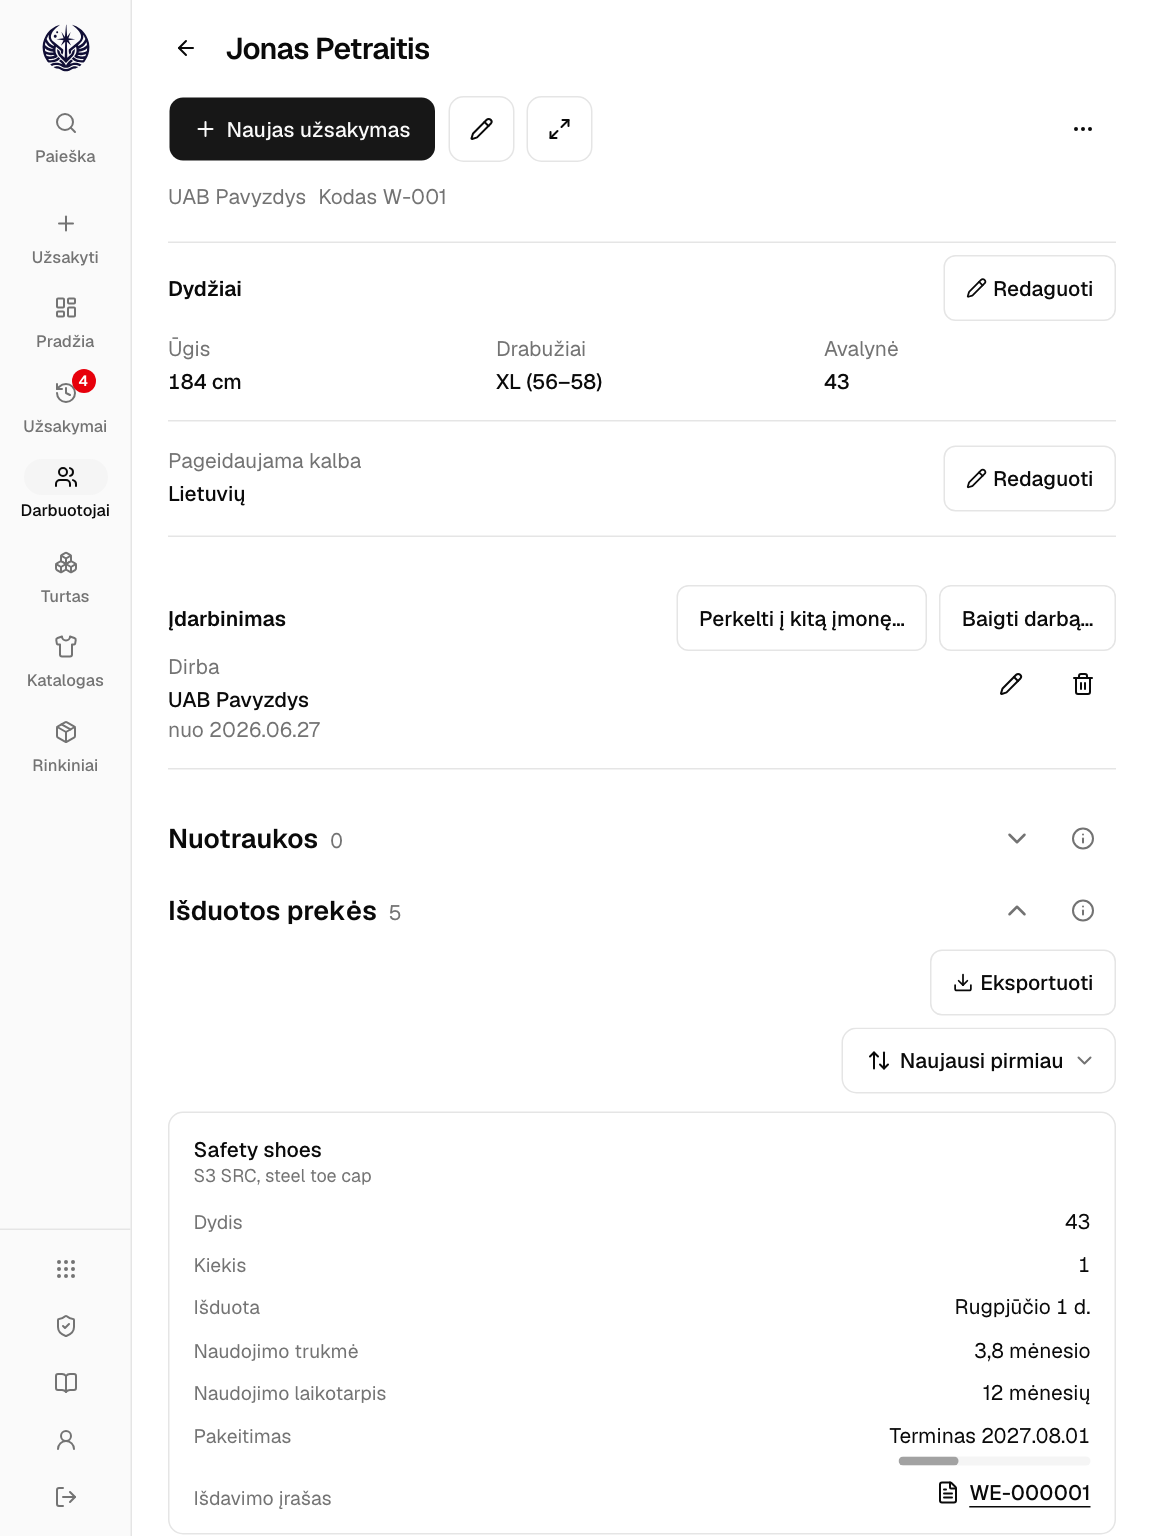 Jonas Petraitis
Naujas užsakymas
UAB Pavyzdys Kodas W-001
Paieška
Užsakyti
Pradžia
4
Užsakymai
Darbuotojai
Turtas
Katalogas
Rinkiniai
Dydžiai
Redaguoti
Ūgis Drabužiai Avalynė
184 cm XL (56–58) 43
Pageidaujama kalba
Lietuvių
Redaguoti
Įdarbinimas
Perkelti į kitą įmonę...
Baigti darbą...
Dirba
UAB Pavyzdys
nuo 2026.06.27
Nuotraukos 0
Išduotos prekės 5
Eksportuoti
Naujausi pirmiau
Safety shoes
S3 SRC, steel toe cap
Dydis 43
Kiekis 1
Išduota Rugpjūčio 1 d.
Naudojimo trukmė 3,8 mėnesio
Naudojimo laikotarpis 12 mėnesių
Pakeitimas Terminas 2027.08.01
Išdavimo įrašas WE-000001